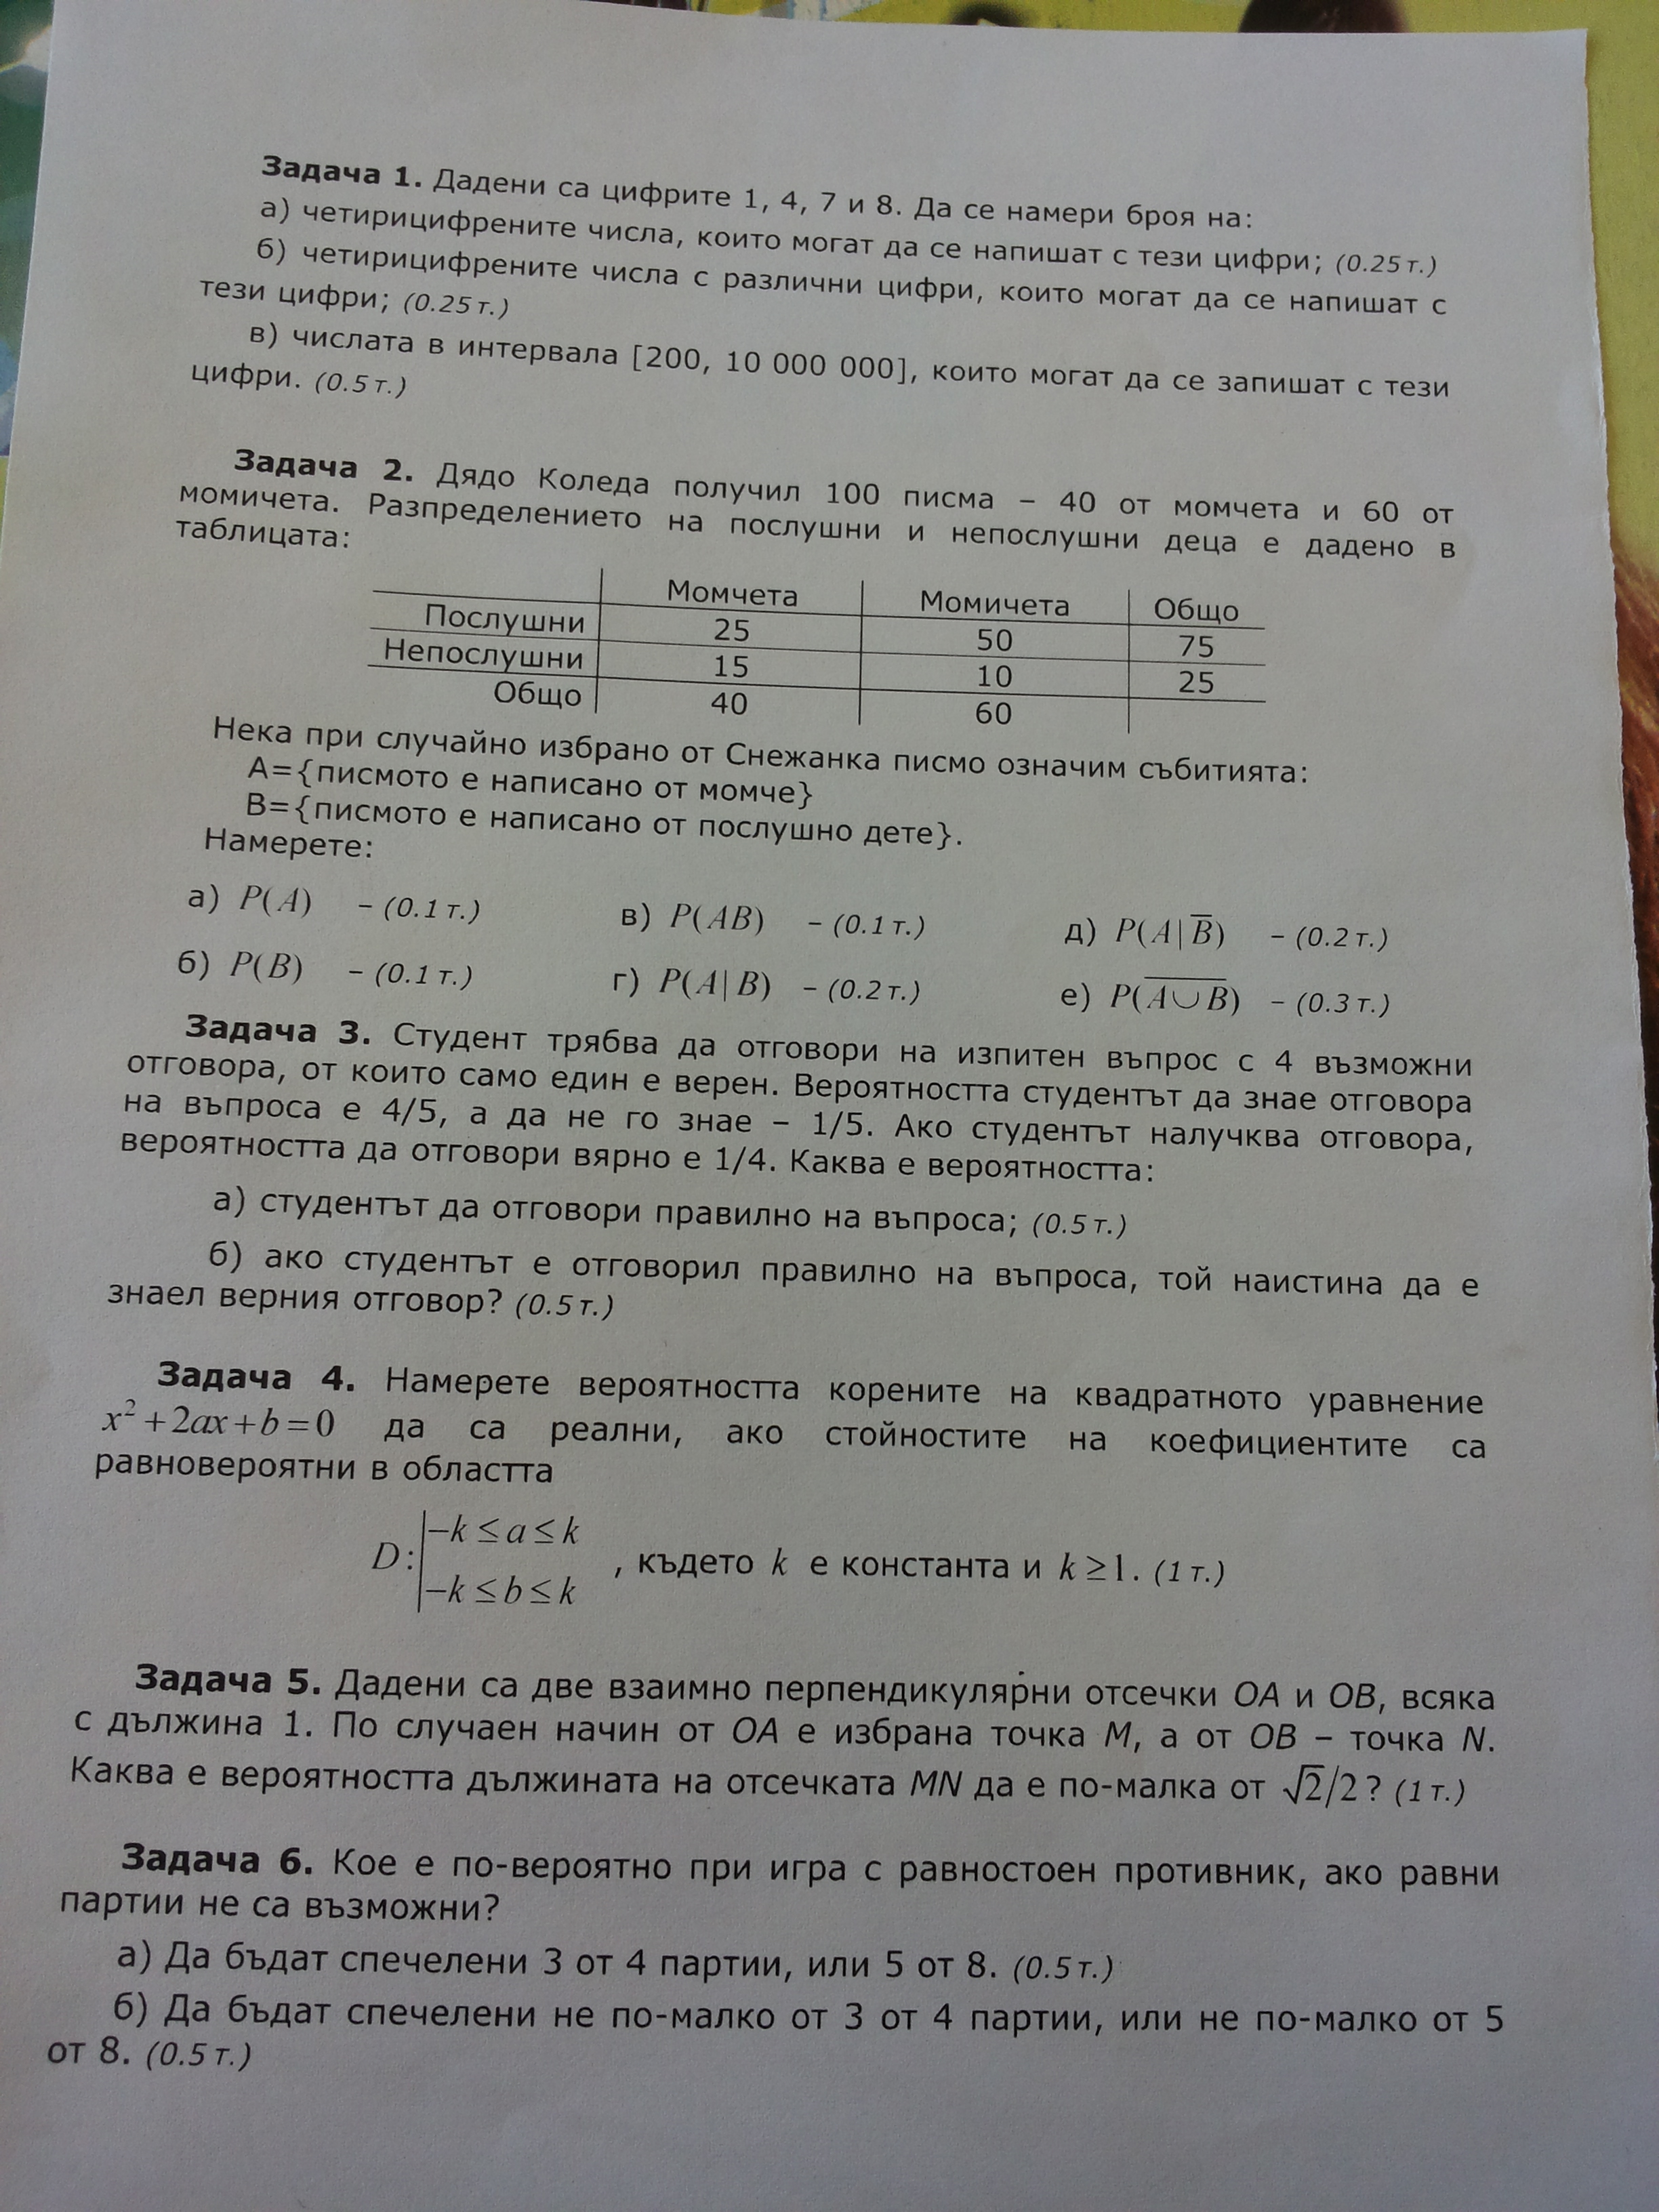 Задача 1. Дадени са цифрите 1, 4, 7 и 8. Да се намери броя на:
а) четирицифрените числа, които могат да се напишат с тези цифри; (0.25 т.)
б) четирицифрените числа с различни цифри, които могат да се напишат с
тези цифри; (0.25 т.)
в) числата в интервала [200, 10 000 000], които могат да се запишат с тези
цифри. (0.5 т.)
Задача 2. Дядо Коледа получил 100 писма – 40 от момчета и 60 от
момичета. Разпределението на послушни и непослушни деца е дадено в
таблицата:
Момчета Момичета Общо
Послушни 25 50 75
Непослушни 15 10 25
Общо 40 60
Нека при случайно избрано от Снежанка писмо означим събитията:
А={писмото е написано от момче}
В={писмото е написано от послушно дете}.
Намерете:
а) P(A) – (0.1 т.) в) P(AB) – (0.1 т.) д) P(A|B̅) – (0.2 т.)
б) P(B) – (0.1 т.) г) P(A|B) – (0.2 т.) е) P(A̅∪̅B̅) – (0.3 т.)
Задача 3. Студент трябва да отговори на изпитен въпрос с 4 възможни
отговора, от които само един е верен. Вероятността студентът да знае отговора
на въпроса е 4/5, а да не го знае – 1/5. Ако студентът налучква отговора,
вероятността да отговори вярно е 1/4. Каква е вероятността:
а) студентът да отговори правилно на въпроса; (0.5 т.)
б) ако студентът е отговорил правилно на въпроса, той наистина да е
знаел верния отговор? (0.5 т.)
Задача 4. Намерете вероятността корените на квадратното уравнение
x² + 2ax + b = 0 да са реални, ако стойностите на коефициентите са
равновероятни в областта
−k ≤ a ≤ k
D: , където k е константа и k ≥ 1. (1 т.)
−k ≤ b ≤ k
Задача 5. Дадени са две взаимно перпендикулярни отсечки OA и OB, всяка
с дължина 1. По случаен начин от OA е избрана точка M, а от OB – точка N.
Каква е вероятността дължината на отсечката MN да е по-малка от √2/2? (1 т.)
Задача 6. Кое е по-вероятно при игра с равностоен противник, ако равни
партии не са възможни?
а) Да бъдат спечелени 3 от 4 партии, или 5 от 8. (0.5 т.)
б) Да бъдат спечелени не по-малко от 3 от 4 партии, или не по-малко от 5
от 8. (0.5 т.)